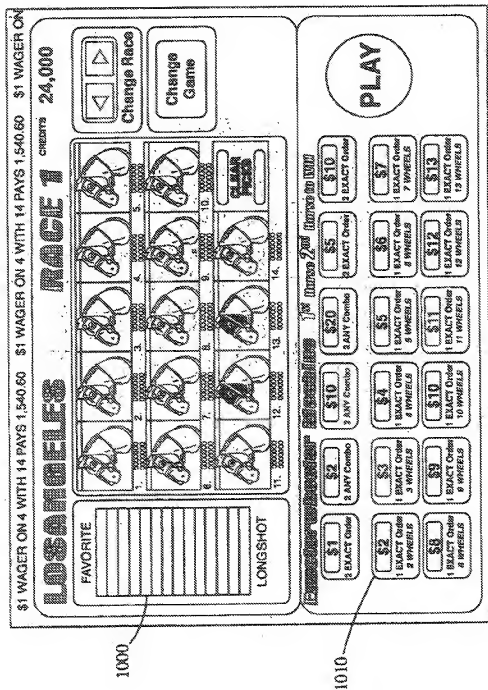 $1 WAGER ON 4 WITH 14 PAYS 1,540.60 $1 WAGER ON 4 WITH 14 PAYS 1,540.60 $1 WAGER ON
LOSAMOELES RACE 1 CREDITS 24,000
FAVORITE
LONGSHOT
1000
1. 2. 3. 4. 5.
6. 7. 8. 9. 10.
11. 12. 13. 14.
CLEAR
PICKS
Change Race
Change
Game
1st Horse 2nd Horse to
$1 $2 $10 $20 $5 $10
2 EXACT Order 2 ANY Combo 3 ANY Combo 2 EXACT Order
$2 $3 $4 $5 $6 $7
1 EXACT Order 1 EXACT Order 1 EXACT Order 1 EXACT Order 1 EXACT Order 1 EXACT Order
2 WHEELS 3 WHEELS 4 WHEELS 5 WHEELS 6 WHEELS 7 WHEELS
$8 $9 $10 $11 $12 $13
1 EXACT Order 1 EXACT Order 1 EXACT Order 1 EXACT Order 1 EXACT Order 1 EXACT Order
8 WHEELS 9 WHEELS 10 WHEELS 11 WHEELS 12 WHEELS 13 WHEELS
PLAY
1010